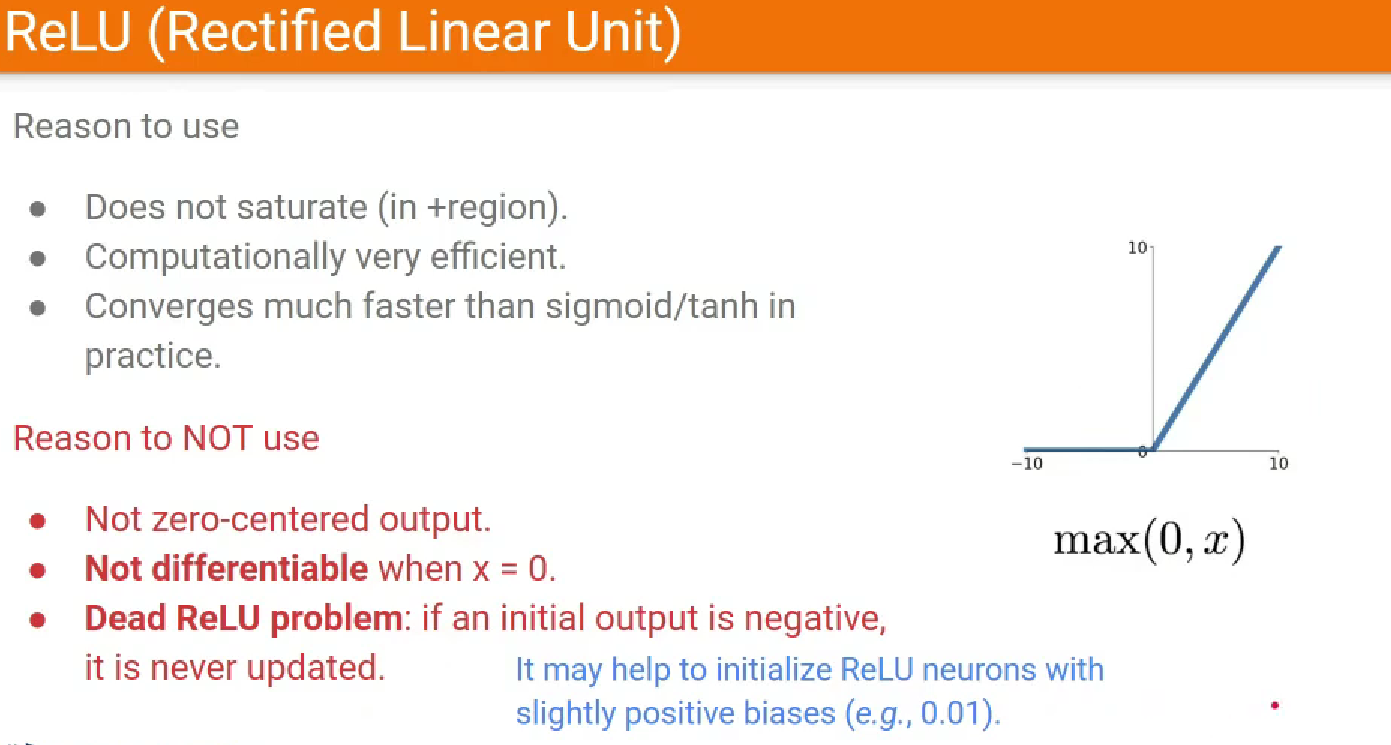 ReLU (Rectified Linear Unit)
Reason to use
● Does not saturate (in +region).
● Computationally very efficient.
● Converges much faster than sigmoid/tanh in
practice.
Reason to NOT use
● Not zero-centered output.
● Not differentiable when x = 0.
● Dead ReLU problem: if an initial output is negative,
it is never updated.
It may help to initialize ReLU neurons with
slightly positive biases (e.g., 0.01).
10
0
−10
10
max(0, x)